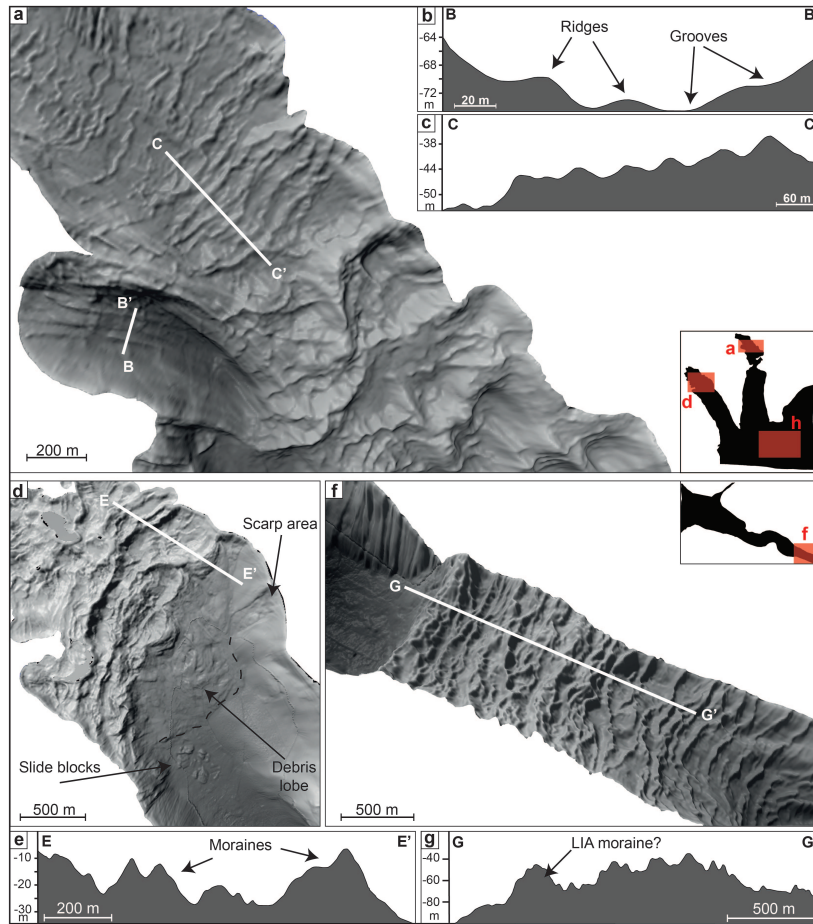 a
C
C'
B'
B
200 m
b
B
B'
-64
-68
-72
m
Ridges
Grooves
20 m
c
C
C'
-38
-44
-50
m
60 m
a
d
h
d
E
E'
Scarp area
Slide blocks
Debris
lobe
500 m
f
G
G'
500 m
f
e
E
E'
-10
-20
-30
m
Moraines
200 m
g
G
G'
-40
-60
-80
m
LIA moraine?
500 m